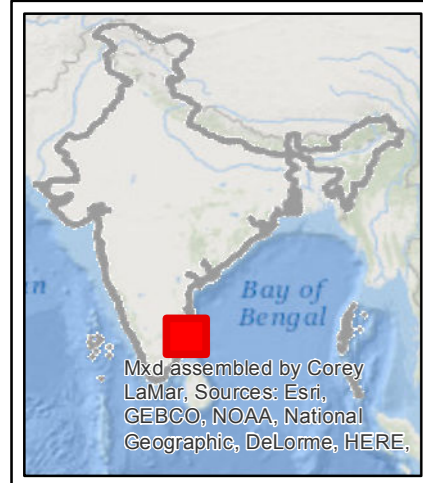 n
Bay of
Bengal
Mxd assembled by Corey
LaMar, Sources: Esri,
GEBCO, NOAA, National
Geographic, DeLorme, HERE,